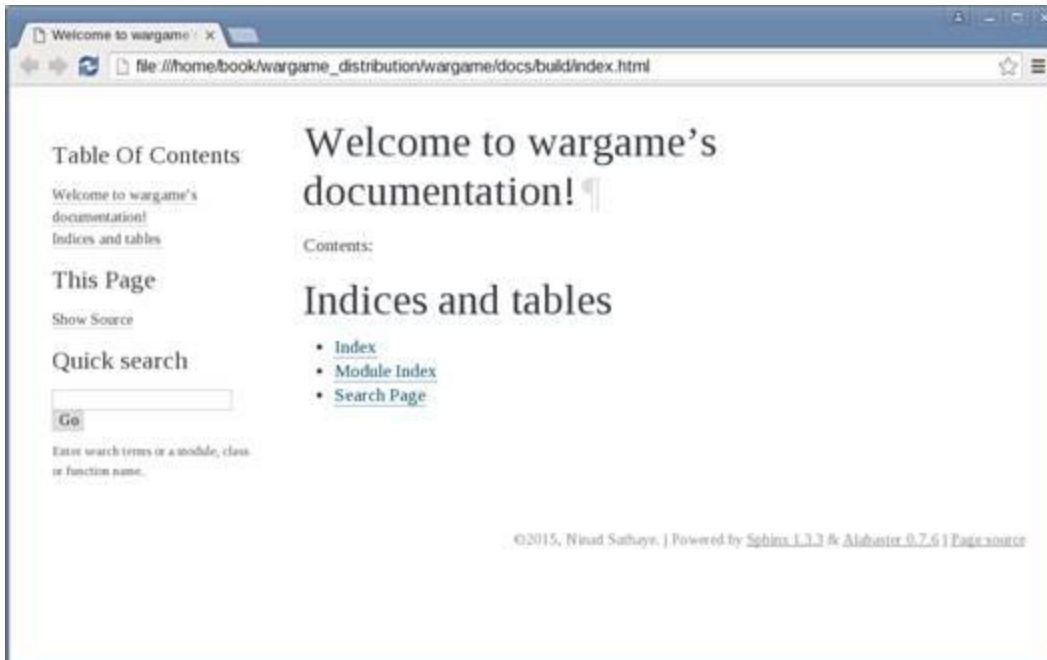 Welcome to wargame'
file:///home/book/wargame_distribution/wargame/docs/build/index.html
Table Of Contents
Welcome to wargame's
documentation!
Indices and tables
This Page
Show Source
Quick search
Go
Enter search terms or a module, class
or function name.
Welcome to wargame's
documentation! ¶
Contents:
Indices and tables
• Index
• Module Index
• Search Page
©2015, Ninad Sathaye. | Powered by Sphinx 1.3.3 & Alabaster 0.7.6 | Page source